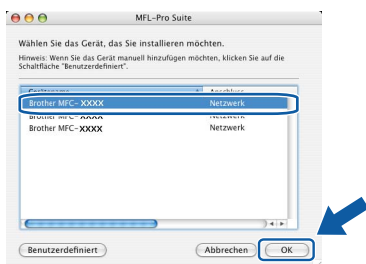 MFL-Pro Suite
Wählen Sie das Gerät, das Sie installieren möchten.
Hinweis: Wenn Sie das Gerät manuell hinzufügen möchten, klicken Sie auf die
Schaltfläche "Benutzerdefiniert".
Gerätename Anschluss
Brother MFC-XXXX Netzwerk
Brother MFC-XXXX Netzwerk
Brother MFC-XXXX Netzwerk
Benutzerdefiniert Abbrechen OK